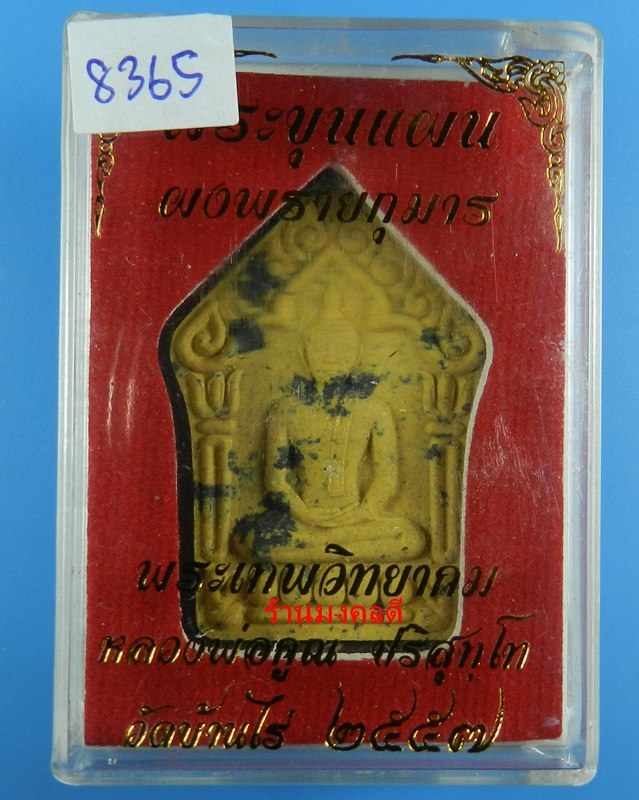 8365
พระขุนแผน
ผงพรายกุมาร
พระเทพวิทยาคม
ร้านมงคลดี
หลวงพ่อคูณ ปริสุทฺโท
วัดบ้านไร่ ๒๕๕๗